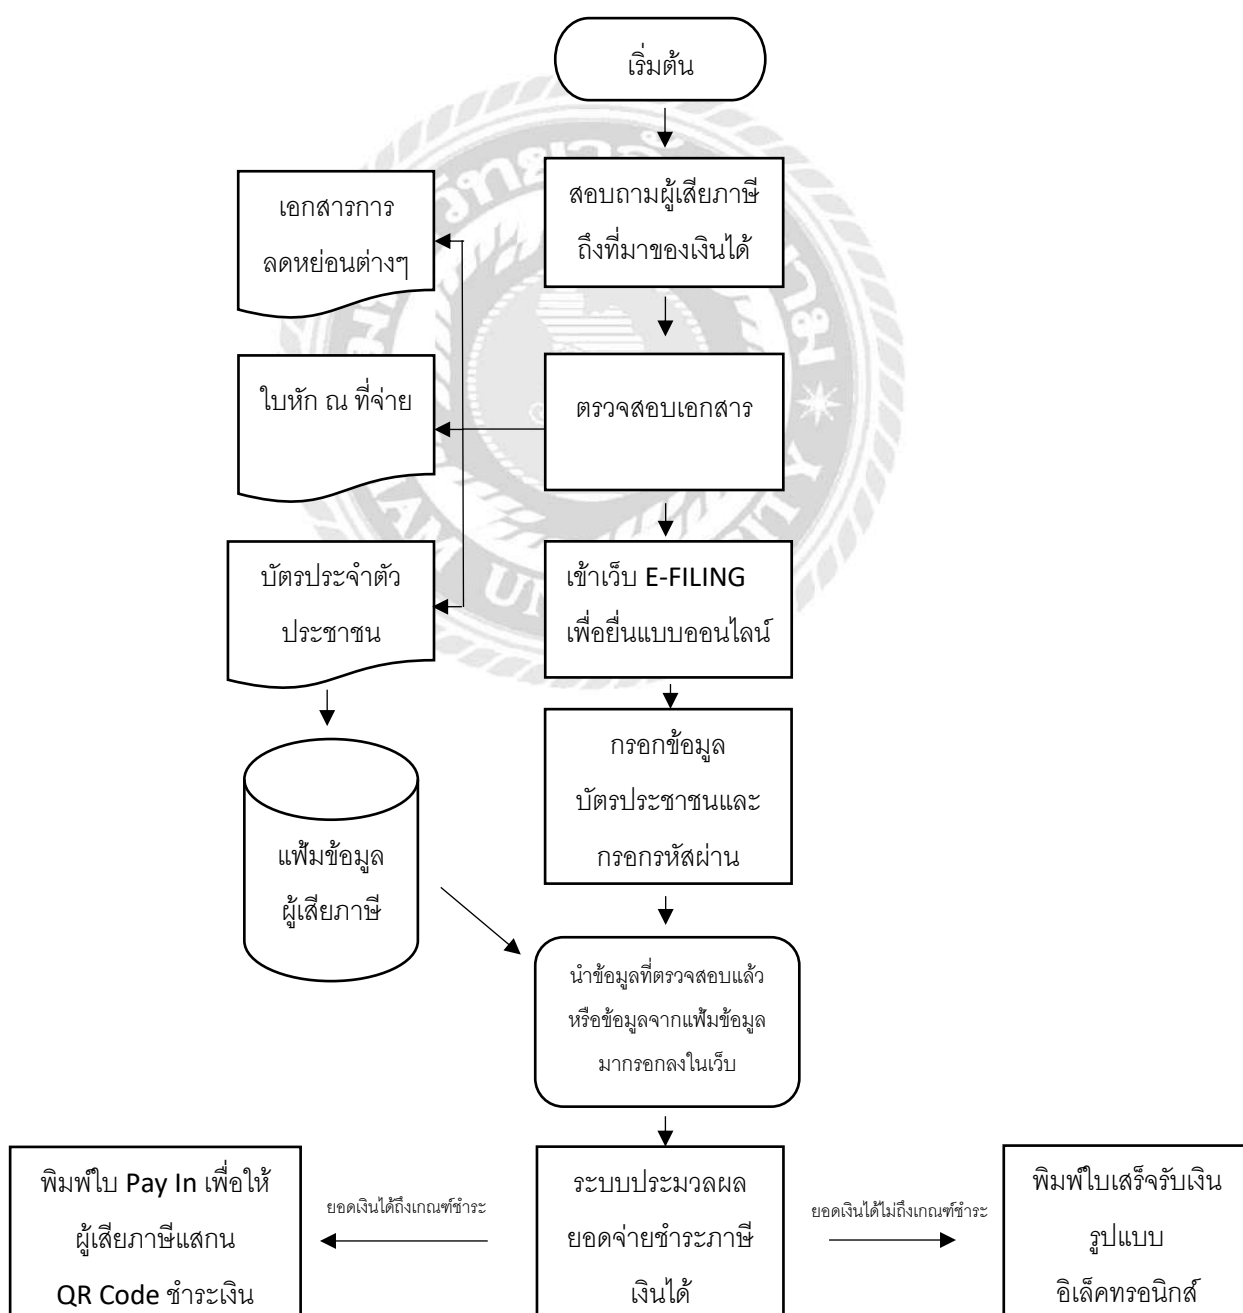 เริ่มต้น
สอบถามผู้เสียภาษี
ถึงที่มาของเงินได้
เอกสารการ
ลดหย่อนต่างๆ
ใบหัก ณ ที่จ่าย
ตรวจสอบเอกสาร
บัตรประจำตัว
ประชาชน
เข้าเว็บ E-FILING
เพื่อยื่นแบบออนไลน์
กรอกข้อมูล
บัตรประชาชนและ
กรอกรหัสผ่าน
แฟ้มข้อมูล
ผู้เสียภาษี
นำข้อมูลที่ตรวจสอบแล้ว
หรือข้อมูลจากแฟ้มข้อมูล
มากรอกลงในเว็บ
พิมพ์ใบ Pay In เพื่อให้
ผู้เสียภาษีแสกน
QR Code ชำระเงิน
ยอดเงินได้ถึงเกณฑ์ชำระ
ระบบประมวลผล
ยอดจ่ายชำระภาษี
เงินได้
ยอดเงินได้ไม่ถึงเกณฑ์ชำระ
พิมพ์ใบเสร็จรับเงิน
รูปแบบ
อิเล็คทรอนิกส์